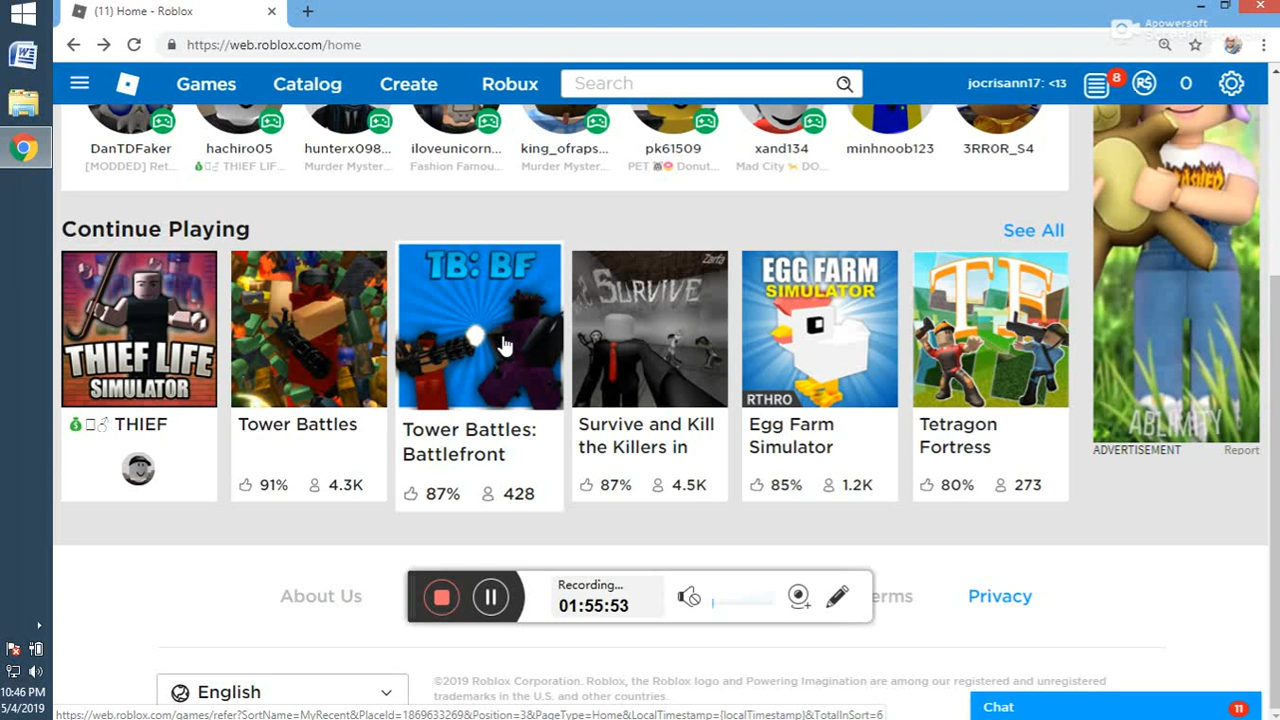 (11) Home - Roblox
Apowersoft
https://web.roblox.com/home
Games
Catalog
Create
Robux
Search
jocrisann17: <13
8
R$
0
DanTDFaker
hachiro05
hunterx098...
iloveunicorn...
king_ofraps...
pk61509
xand134
minhnoob123
3RR0R_S4
[MODDED] Ret...
THIEF LIF...
Murder Myster...
Fashion Famou...
Murder Myster...
PET Donut...
Mad City DO...
Continue Playing
See All
THIEF LIFE
SIMULATOR
TB: BF
Zarfa
SURVIVE
EGG FARM
SIMULATOR
RTHRO
TF
ABLIMITY
ADVERTISEMENT
Report
THIEF
Tower Battles
91%
4.3K
Tower Battles:
Battlefront
87%
428
Survive and Kill
the Killers in
87%
4.5K
Egg Farm
Simulator
85%
1.2K
Tetragon
Fortress
80%
273
Recording...
01:55:53
About Us
erms
Privacy
English
©2019 Roblox Corporation. Roblox, the Roblox logo and Powering Imagination are among our registered and unregistered
trademarks in the U.S. and other countries.
Chat
11
https://web.roblox.com/games/refer?SortName=MyRecent&PlaceId=1869633269&Position=3&PageType=Home&LocalTimestamp={localTimestamp}&TotalInSort=6
10:46 PM
5/4/2019